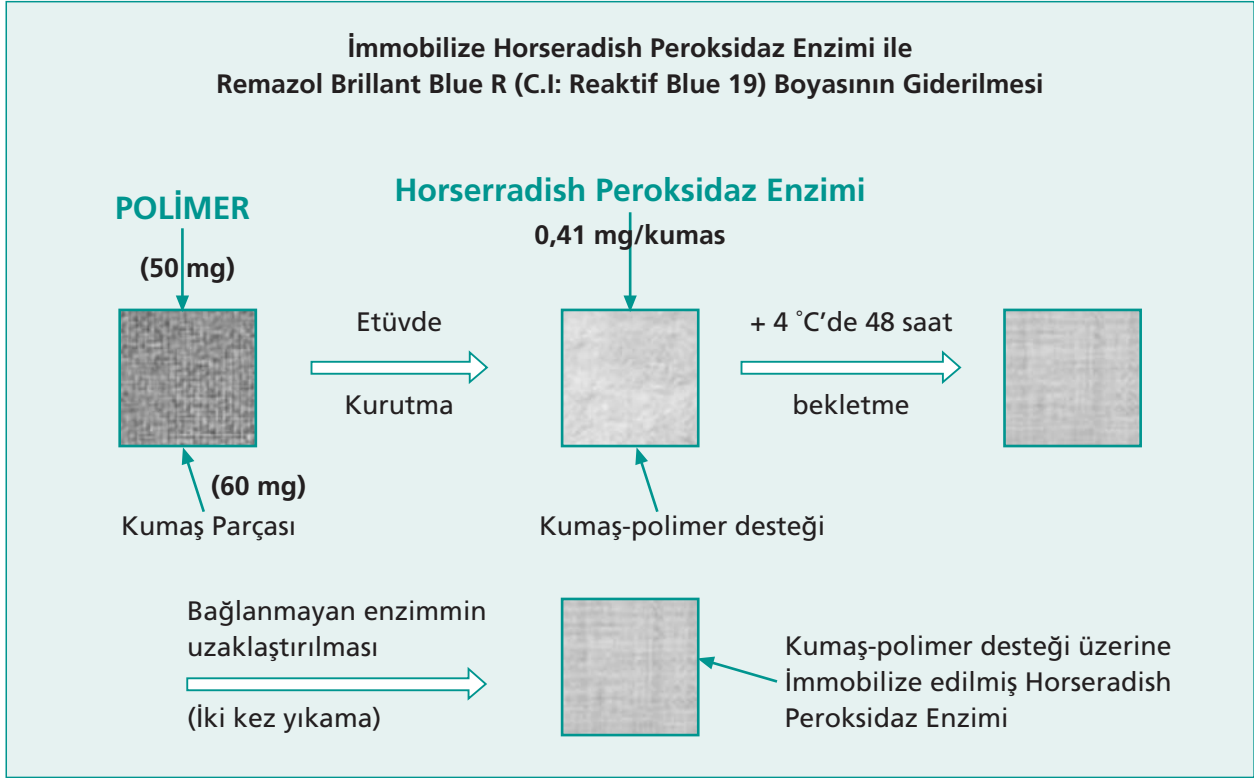 İmmobilize Horseradish Peroksidaz Enzimi ile
Remazol Brillant Blue R (C.I: Reaktif Blue 19) Boyasının Giderilmesi
POLİMER
(50 mg)
Horserradish Peroksidaz Enzimi
0,41 mg/kumas
Etüvde
Kurutma
+ 4 ˚C’de 48 saat
bekletme
(60 mg)
Kumaş Parçası
Kumaş-polimer desteği
Bağlanmayan enzimmin
uzaklaştırılması
(İki kez yıkama)
Kumaş-polimer desteği üzerine
İmmobilize edilmiş Horseradish
Peroksidaz Enzimi